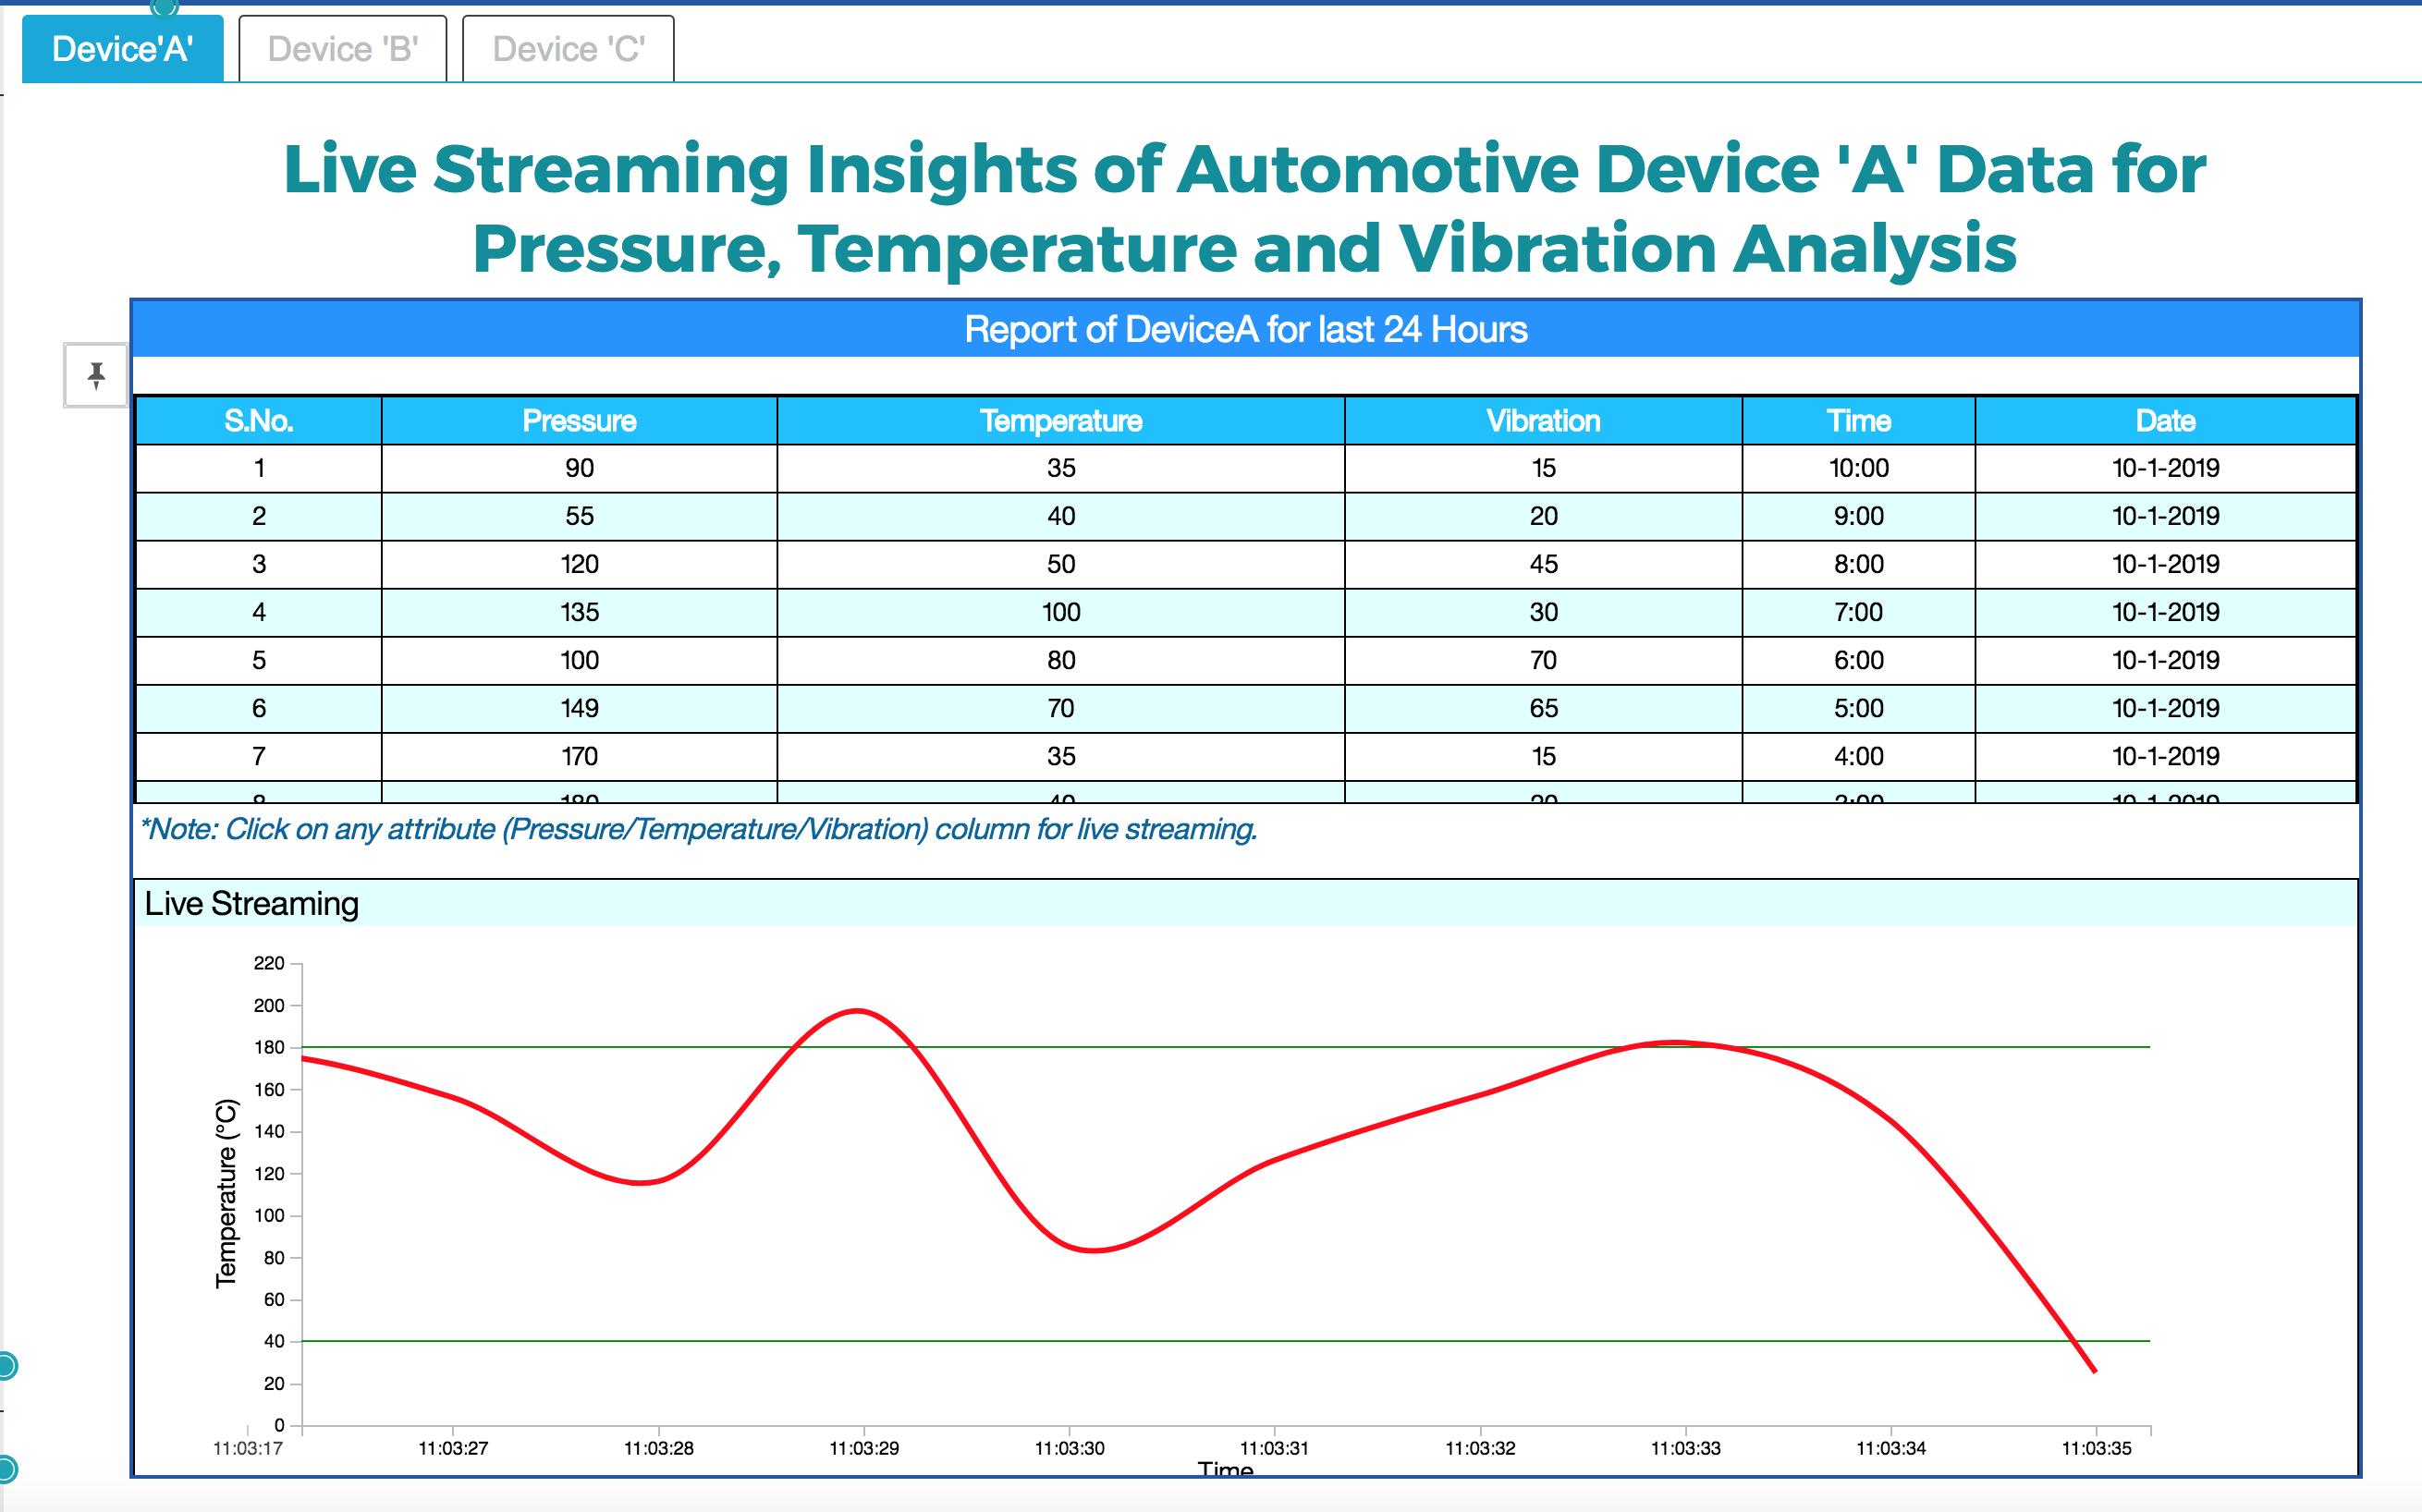 Device'A' Device 'B' Device 'C'
Live Streaming Insights of Automotive Device 'A' Data for
Pressure, Temperature and Vibration Analysis
Report of DeviceA for last 24 Hours
S.No. Pressure Temperature Vibration Time Date
1 90 35 15 10:00 10-1-2019
2 55 40 20 9:00 10-1-2019
3 120 50 45 8:00 10-1-2019
4 135 100 30 7:00 10-1-2019
5 100 80 70 6:00 10-1-2019
6 149 70 65 5:00 10-1-2019
7 170 35 15 4:00 10-1-2019
*Note: Click on any attribute (Pressure/Temperature/Vibration) column for live streaming.
Live Streaming
220
200
180
160
140
120
100
80
60
40
20
0
Temperature (°C)
11:03:17 11:03:27 11:03:28 11:03:29 11:03:30 11:03:31 11:03:32 11:03:33 11:03:34 11:03:35
Time